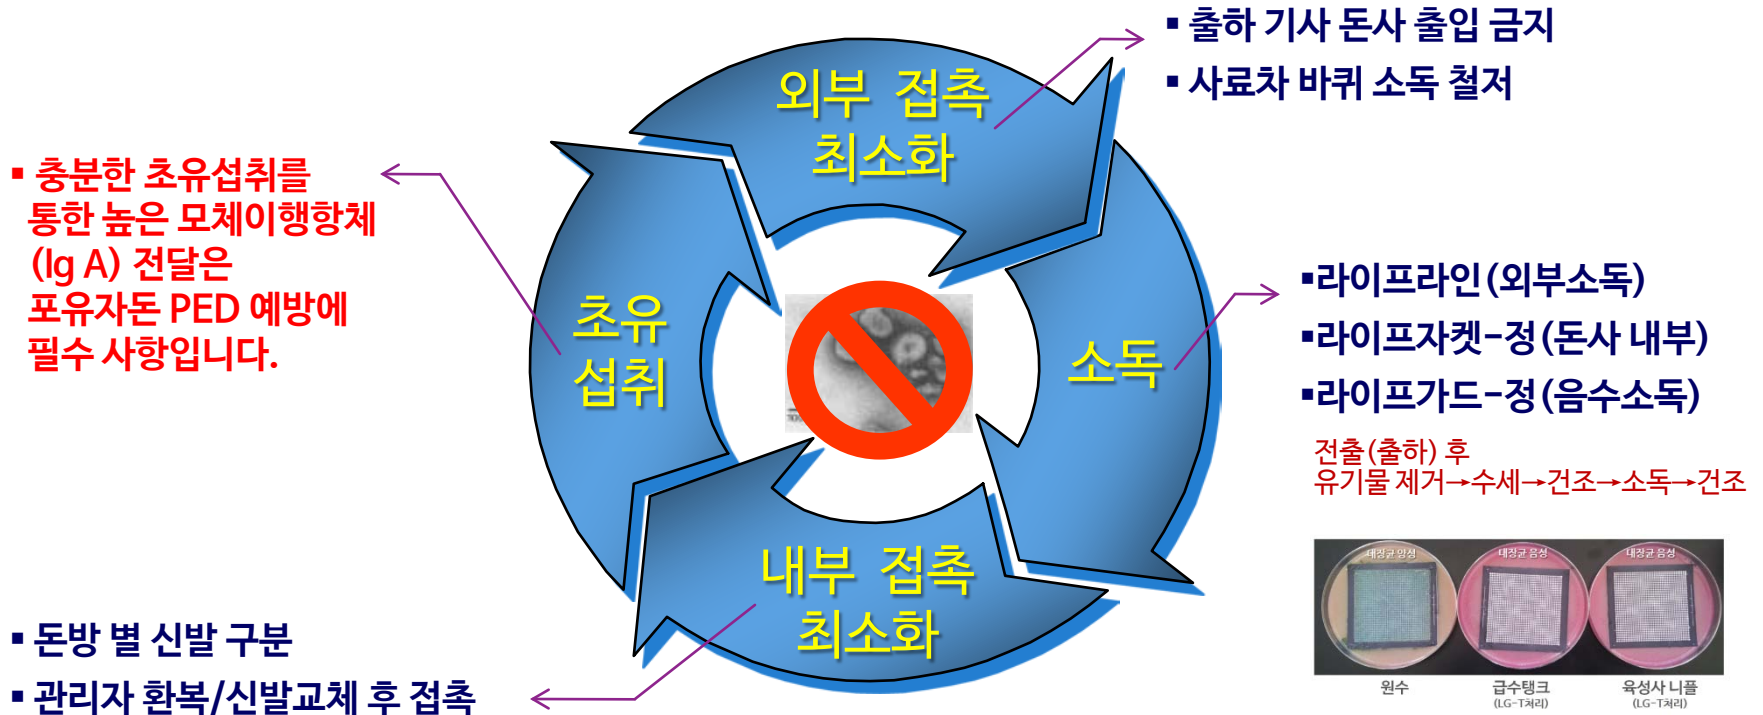 ▪ 출하 기사 돈사 출입 금지
▪ 사료차 바퀴 소독 철저
외부 접촉
최소화
▪ 충분한 초유섭취를
통한 높은 모체이행항체
(Ig A) 전달은
포유자돈 PED 예방에
필수 사항입니다.
초유
섭취
소독
▪라이프라인(외부소독)
▪라이프자켓-정(돈사 내부)
▪라이프가드-정(음수소독)
전출(출하) 후
유기물 제거→수세→건조→소독→건조
내부 접촉
최소화
대장균 양성
대장균 음성
대장균 음성
원수
급수탱크
(LG-T처리)
육성사 니플
(LG-T처리)
▪ 돈방 별 신발 구분
▪ 관리자 환복/신발교체 후 접촉